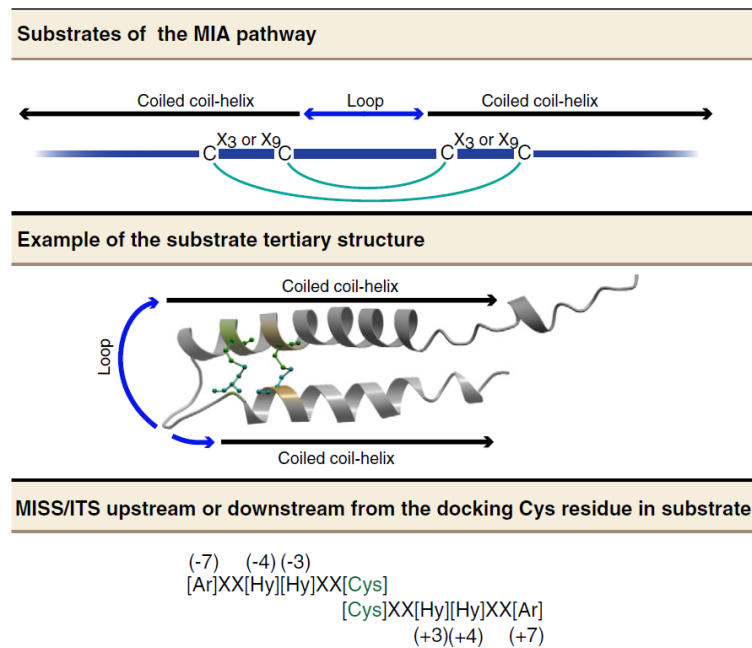 Substrates of the MIA pathway
Coiled coil-helix Loop Coiled coil-helix
X3 or X9 X3 or X9
C C C C
Example of the substrate tertiary structure
Coiled coil-helix
Loop
Coiled coil-helix
MISS/ITS upstream or downstream from the docking Cys residue in substrate
(-7) (-4) (-3)
[Ar]XX[Hy][Hy]XX[Cys]
[Cys]XX[Hy][Hy]XX[Ar]
(+3)(+4) (+7)